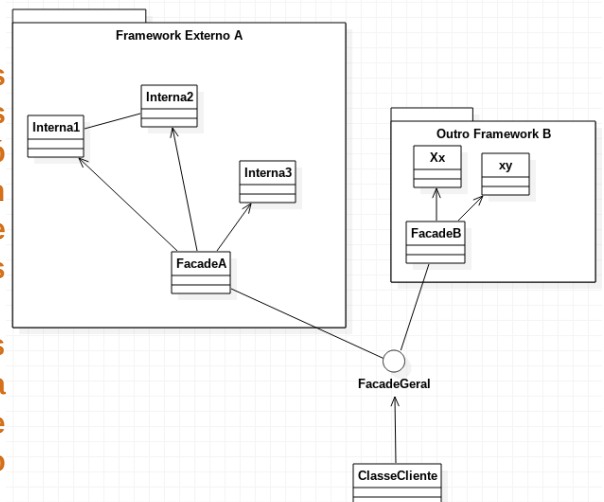 Framework Externo A
Interna2
Interna1
Interna3
FacadeA
Outro Framework B
Xx
xy
FacadeB
FacadeGeral
ClasseCliente